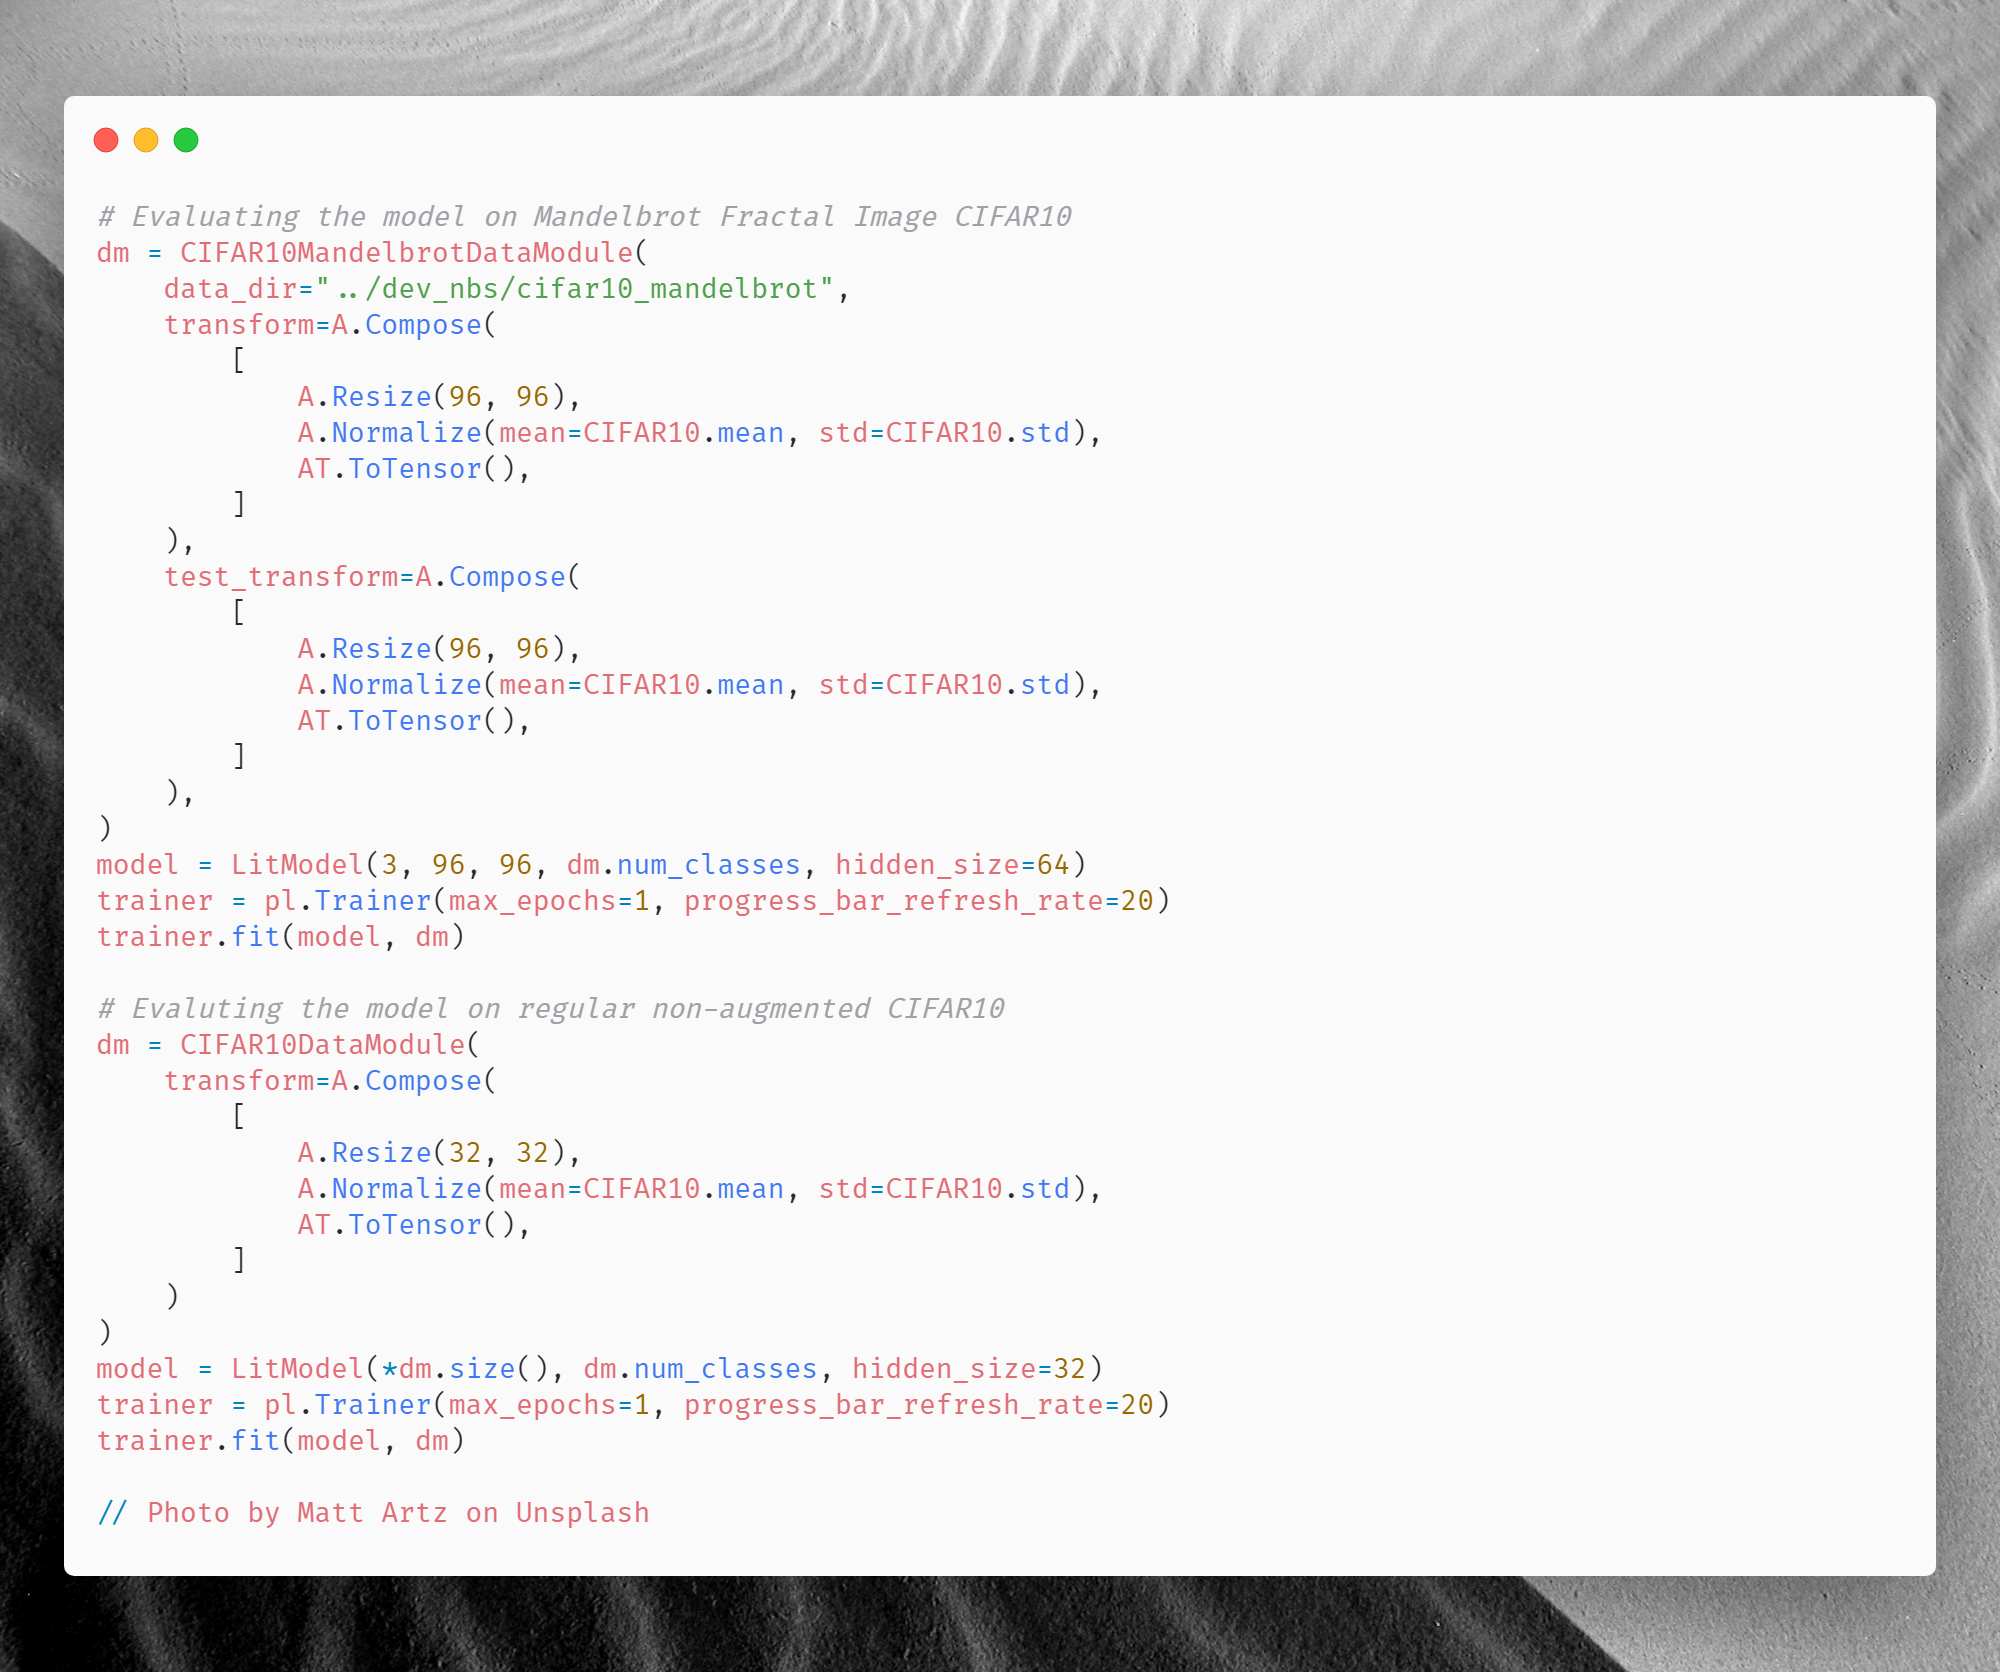 # Evaluating the model on Mandelbrot Fractal Image CIFAR10
dm = CIFAR10MandelbrotDataModule(
    data_dir="../dev_nbs/cifar10_mandelbrot",
    transform=A.Compose(
        [
            A.Resize(96, 96),
            A.Normalize(mean=CIFAR10.mean, std=CIFAR10.std),
            AT.ToTensor(),
        ]
    ),
    test_transform=A.Compose(
        [
            A.Resize(96, 96),
            A.Normalize(mean=CIFAR10.mean, std=CIFAR10.std),
            AT.ToTensor(),
        ]
    ),
)
model = LitModel(3, 96, 96, dm.num_classes, hidden_size=64)
trainer = pl.Trainer(max_epochs=1, progress_bar_refresh_rate=20)
trainer.fit(model, dm)

# Evaluting the model on regular non-augmented CIFAR10
dm = CIFAR10DataModule(
    transform=A.Compose(
        [
            A.Resize(32, 32),
            A.Normalize(mean=CIFAR10.mean, std=CIFAR10.std),
            AT.ToTensor(),
        ]
    )
)
model = LitModel(*dm.size(), dm.num_classes, hidden_size=32)
trainer = pl.Trainer(max_epochs=1, progress_bar_refresh_rate=20)
trainer.fit(model, dm)

// Photo by Matt Artz on Unsplash